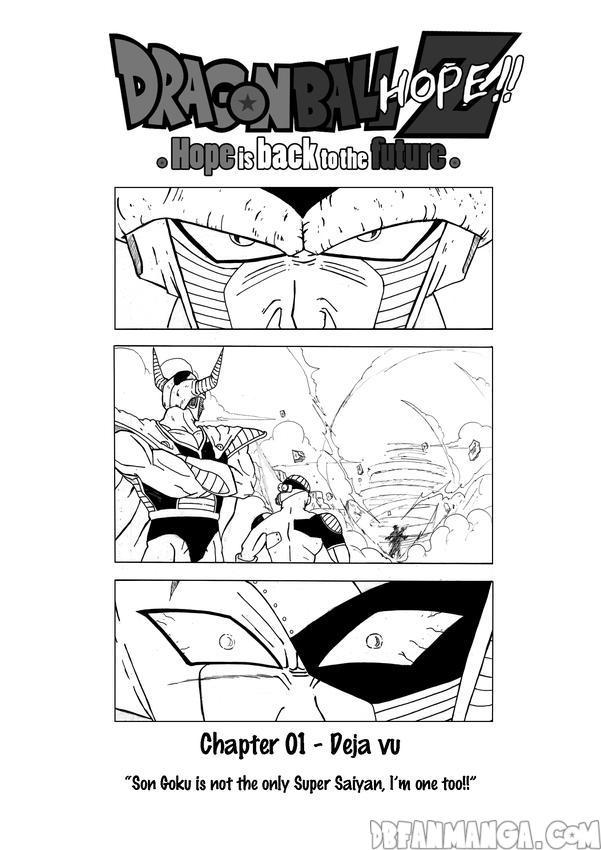 DRAGON BALL Z
HOPE!!
• Hope is back to the future •
Chapter 01 - Deja vu
"Son Goku is not the only Super Saiyan, I'm one too!!"
DBFANMANGA.COM